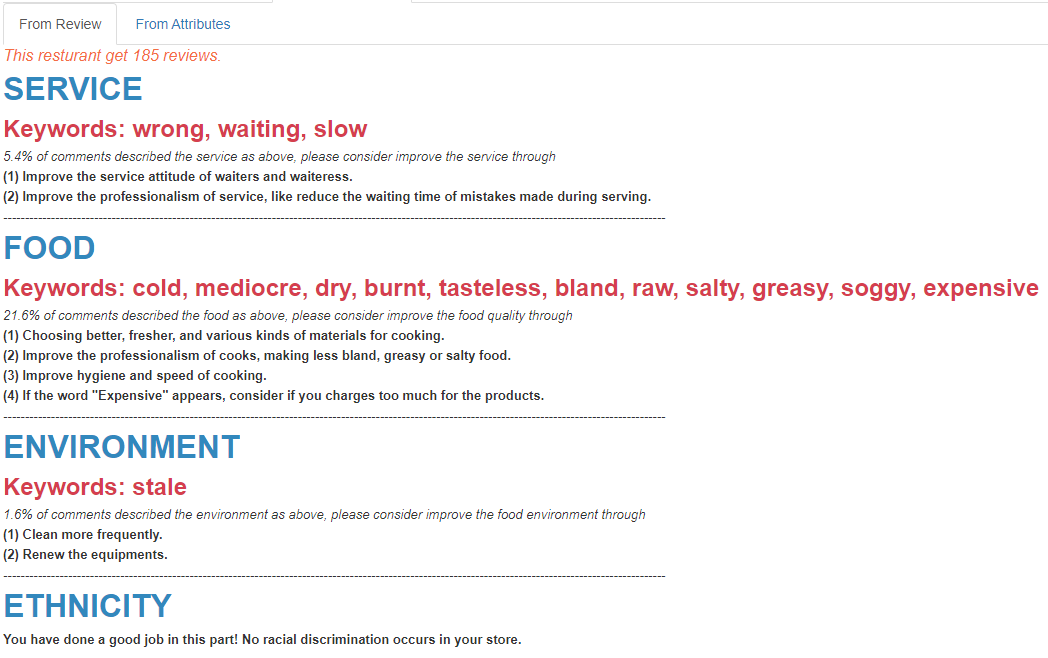 From Review
From Attributes
This resturant get 185 reviews.
SERVICE
Keywords: wrong, waiting, slow
5.4% of comments described the service as above, please consider improve the service through
(1) Improve the service attitude of waiters and waiteress.
(2) Improve the professionalism of service, like reduce the waiting time of mistakes made during serving.
FOOD
Keywords: cold, mediocre, dry, burnt, tasteless, bland, raw, salty, greasy, soggy, expensive
21.6% of comments described the food as above, please consider improve the food quality through
(1) Choosing better, fresher, and various kinds of materials for cooking.
(2) Improve the professionalism of cooks, making less bland, greasy or salty food.
(3) Improve hygiene and speed of cooking.
(4) If the word "Expensive" appears, consider if you charges too much for the products.
ENVIRONMENT
Keywords: stale
1.6% of comments described the environment as above, please consider improve the food environment through
(1) Clean more frequently.
(2) Renew the equipments.
ETHNICITY
You have done a good job in this part! No racial discrimination occurs in your store.